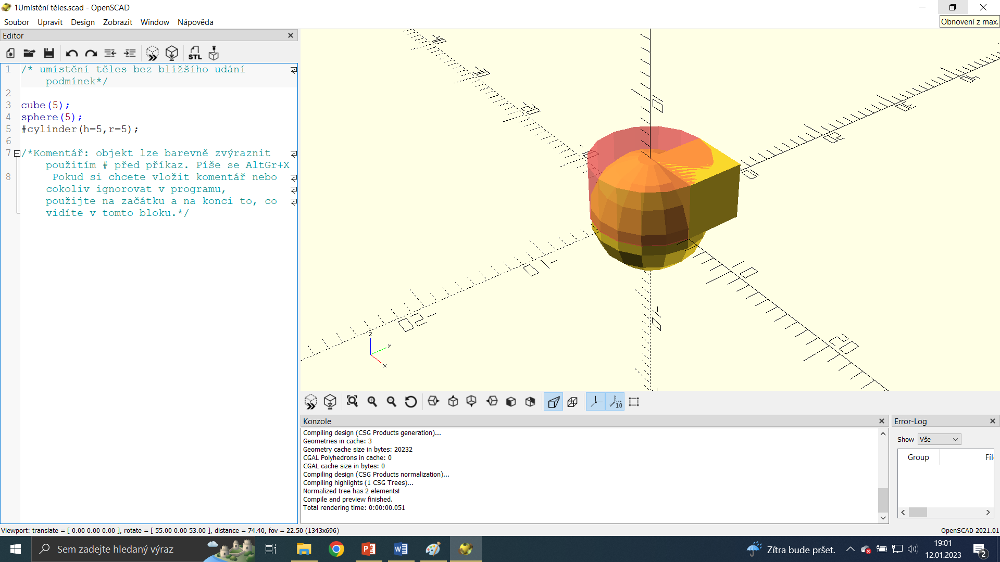 1Umístění těles.scad - OpenSCAD
Soubor Upravit Design Zobrazit Window Nápověda
Obnovení z max.
Editor
STL
1 /* umístění těles bez bližšího udání
podmínek*/
2
3 cube(5);
4 sphere(5);
5 #cylinder(h=5,r=5);
6
7 /*Komentář: objekt lze barevně zvýraznit
použitím # před příkaz. Píše se AltGr+X
8 Pokud si chcete vložit komentář nebo
cokoliv ignorovat v programu,
použijte na začátku a na konci to, co
vidíte v tomto bloku.*/
z
y
x
10
Konzole
Compiling design (CSG Products generation)...
Geometries in cache: 3
Geometry cache size in bytes: 20232
CGAL Polyhedrons in cache: 0
CGAL cache size in bytes: 0
Compiling design (CSG Products normalization)...
Compiling highlights (1 CSG Trees)...
Normalized tree has 2 elements!
Compile and preview finished.
Total rendering time: 0:00:00.051
Error-Log
Show Vše
Group Fil
Viewport: translate = [ 0.00 0.00 0.00 ], rotate = [ 55.00 0.00 53.00 ], distance = 74.40, fov = 22.50 (1343x696)
OpenSCAD 2021.01
Sem zadejte hledaný výraz
Zítra bude pršet.
19:01
12.01.2023
2